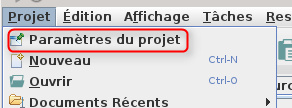 Projet Édition Affichage Tâches
Paramètres du projet
Nouveau Ctrl-N
Ouvrir Ctrl-O
Documents Récents